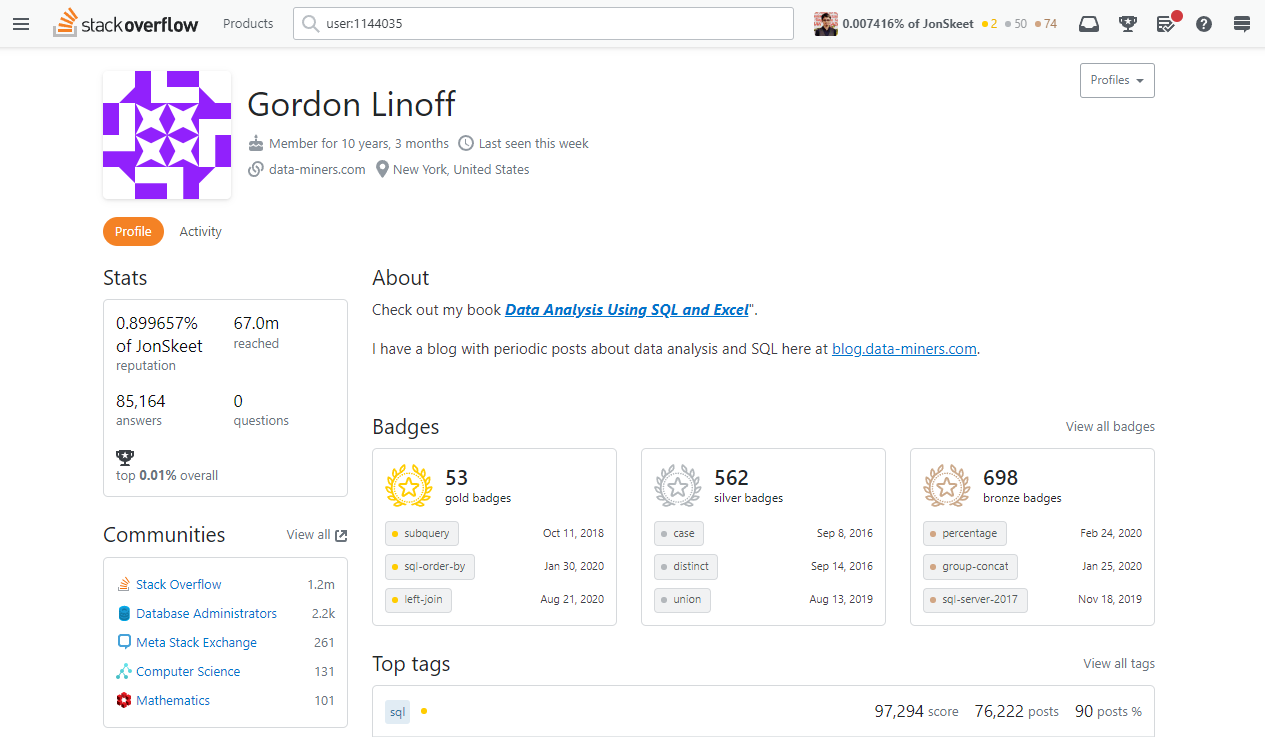 stackoverflow Products user:1144035 0.007416% of JonSkeet 2 50 74
Profiles
Gordon Linoff
Member for 10 years, 3 months Last seen this week
data-miners.com New York, United States
Profile Activity
Stats
0.899657% of JonSkeet
reputation
67.0m
reached
85,164
answers
0
questions
top 0.01% overall
Communities View all
Stack Overflow 1.2m
Database Administrators 2.2k
Meta Stack Exchange 261
Computer Science 131
Mathematics 101
About
Check out my book Data Analysis Using SQL and Excel".
I have a blog with periodic posts about data analysis and SQL here at blog.data-miners.com.
Badges View all badges
53
gold badges
subquery Oct 11, 2018
sql-order-by Jan 30, 2020
left-join Aug 21, 2020
562
silver badges
case Sep 8, 2016
distinct Sep 14, 2016
union Aug 13, 2019
698
bronze badges
percentage Feb 24, 2020
group-concat Jan 25, 2020
sql-server-2017 Nov 18, 2019
Top tags View all tags
sql 97,294 score 76,222 posts 90 posts %